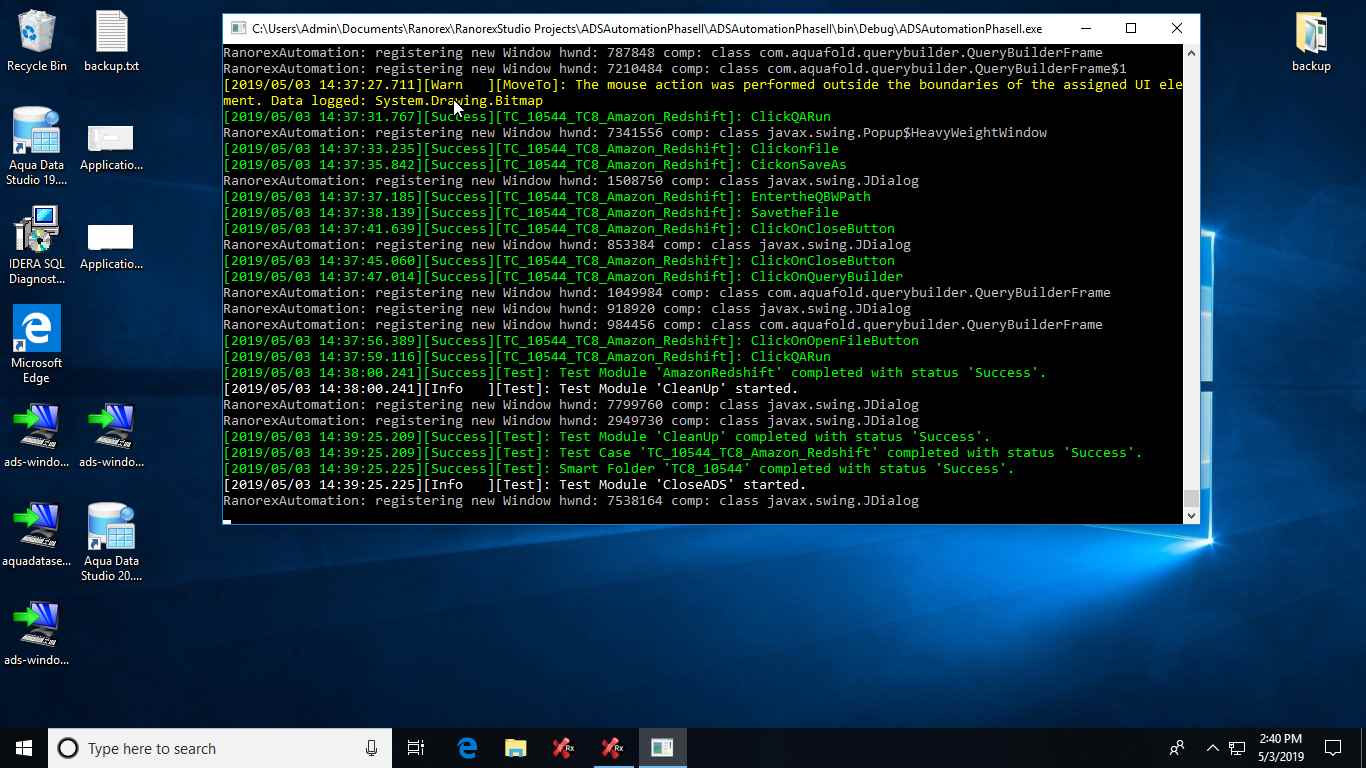 C:\Users\Admin\Documents\Ranorex\RanorexStudio Projects\ADSAutomationPhaseII\ADSAutomationPhaseII\bin\Debug\ADSAutomationPhaseII.exe
RanorexAutomation: registering new Window hwnd: 787848 comp: class com.aquafold.querybuilder.QueryBuilderFrame
RanorexAutomation: registering new Window hwnd: 7210484 comp: class com.aquafold.querybuilder.QueryBuilderFrame$1
[2019/05/03 14:37:27.711][Warn   ][MoveTo]: The mouse action was performed outside the boundaries of the assigned UI ele
ment. Data logged: System.Drawing.Bitmap
[2019/05/03 14:37:31.767][Success][TC_10544_TC8_Amazon_Redshift]: ClickQARun
RanorexAutomation: registering new Window hwnd: 7341556 comp: class javax.swing.Popup$HeavyWeightWindow
[2019/05/03 14:37:33.235][Success][TC_10544_TC8_Amazon_Redshift]: Clickonfile
[2019/05/03 14:37:35.842][Success][TC_10544_TC8_Amazon_Redshift]: CickonSaveAs
RanorexAutomation: registering new Window hwnd: 1508750 comp: class javax.swing.JDialog
[2019/05/03 14:37:37.185][Success][TC_10544_TC8_Amazon_Redshift]: EntertheQBWPath
[2019/05/03 14:37:38.139][Success][TC_10544_TC8_Amazon_Redshift]: SavetheFile
[2019/05/03 14:37:41.639][Success][TC_10544_TC8_Amazon_Redshift]: ClickOnCloseButton
RanorexAutomation: registering new Window hwnd: 853384 comp: class javax.swing.JDialog
[2019/05/03 14:37:45.060][Success][TC_10544_TC8_Amazon_Redshift]: ClickOnCloseButton
[2019/05/03 14:37:47.014][Success][TC_10544_TC8_Amazon_Redshift]: ClickOnQueryBuilder
RanorexAutomation: registering new Window hwnd: 1049984 comp: class com.aquafold.querybuilder.QueryBuilderFrame
RanorexAutomation: registering new Window hwnd: 918920 comp: class javax.swing.JDialog
RanorexAutomation: registering new Window hwnd: 984456 comp: class com.aquafold.querybuilder.QueryBuilderFrame
[2019/05/03 14:37:56.389][Success][TC_10544_TC8_Amazon_Redshift]: ClickOnOpenFileButton
[2019/05/03 14:37:59.116][Success][TC_10544_TC8_Amazon_Redshift]: ClickQARun
[2019/05/03 14:38:00.241][Success][Test]: Test Module 'AmazonRedshift' completed with status 'Success'.
[2019/05/03 14:38:00.241][Info   ][Test]: Test Module 'CleanUp' started.
RanorexAutomation: registering new Window hwnd: 7799760 comp: class javax.swing.JDialog
RanorexAutomation: registering new Window hwnd: 2949730 comp: class javax.swing.JDialog
[2019/05/03 14:39:25.209][Success][Test]: Test Module 'CleanUp' completed with status 'Success'.
[2019/05/03 14:39:25.209][Success][Test]: Test Case 'TC_10544_TC8_Amazon_Redshift' completed with status 'Success'.
[2019/05/03 14:39:25.225][Success][Test]: Smart Folder 'TC8_10544' completed with status 'Success'.
[2019/05/03 14:39:25.225][Info   ][Test]: Test Module 'CloseADS' started.
RanorexAutomation: registering new Window hwnd: 7538164 comp: class javax.swing.JDialog
Recycle Bin
backup.txt
backup
Aqua Data
Studio 19....
Applicatio...
IDERA SQL
Diagnost...
Applicatio...
Microsoft
Edge
ads-windo...
ads-windo...
aquadatase...
Aqua Data
Studio 20....
ads-windo...
Type here to search
Rx
Rx
2:40 PM
5/3/2019